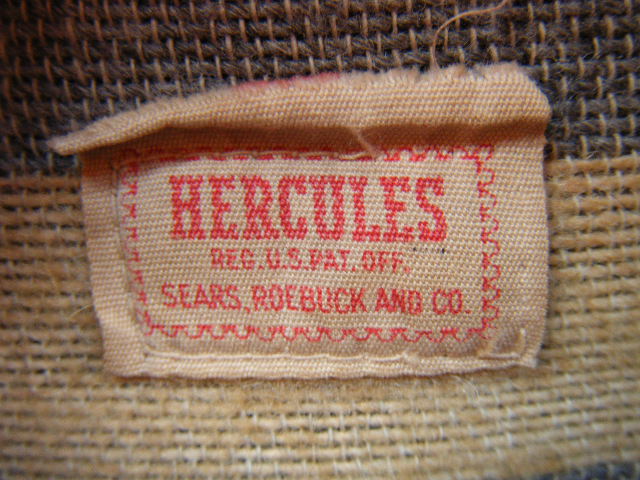 HERCULES
REG. U.S. PAT. OFF.
SEARS, ROEBUCK AND CO.